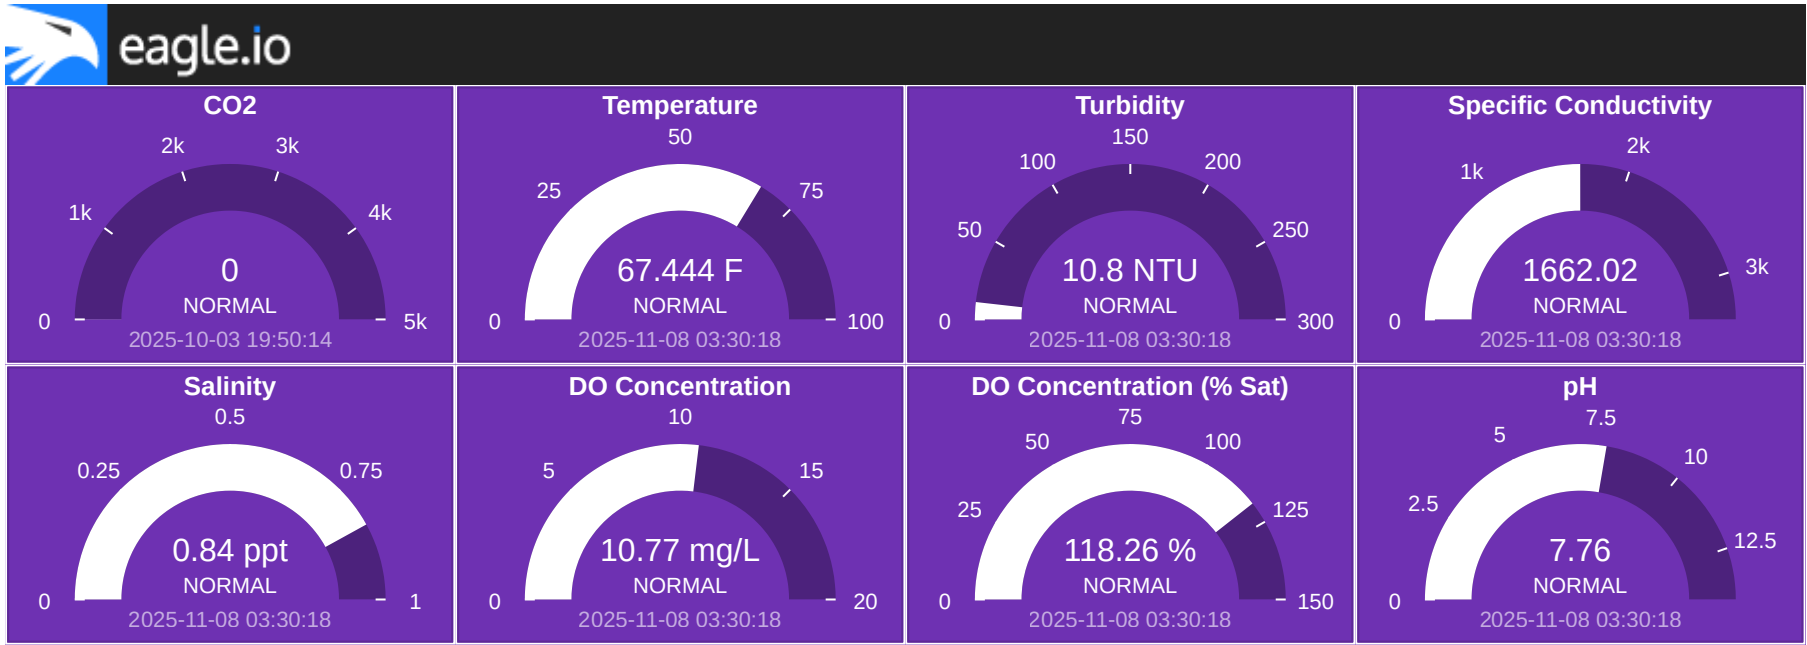 eagle.io
CO2
0
1k
2k
3k
4k
5k
0
NORMAL
2025-10-03 19:50:14
Temperature
0
25
50
75
100
67.444 F
NORMAL
2025-11-08 03:30:18
Turbidity
0
50
100
150
200
250
300
10.8 NTU
NORMAL
2025-11-08 03:30:18
Specific Conductivity
0
1k
2k
3k
1662.02
NORMAL
2025-11-08 03:30:18
Salinity
0
0.25
0.5
0.75
1
0.84 ppt
NORMAL
2025-11-08 03:30:18
DO Concentration
0
5
10
15
20
10.77 mg/L
NORMAL
2025-11-08 03:30:18
DO Concentration (% Sat)
0
25
50
75
100
125
150
118.26 %
NORMAL
2025-11-08 03:30:18
pH
0
2.5
5
7.5
10
12.5
7.76
NORMAL
2025-11-08 03:30:18